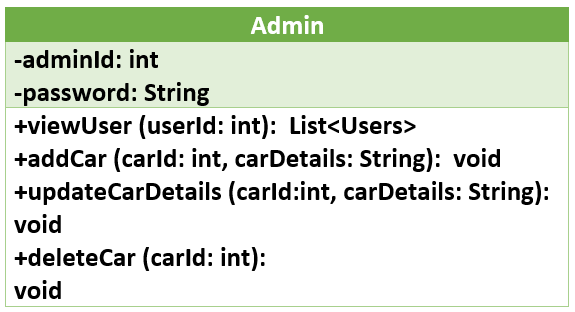 Admin
-adminId: int
-password: String
+viewUser (userId: int):  List<Users>
+addCar (carId: int, carDetails: String):  void
+updateCarDetails (carId:int, carDetails: String):
void
+deleteCar (carId: int):
void